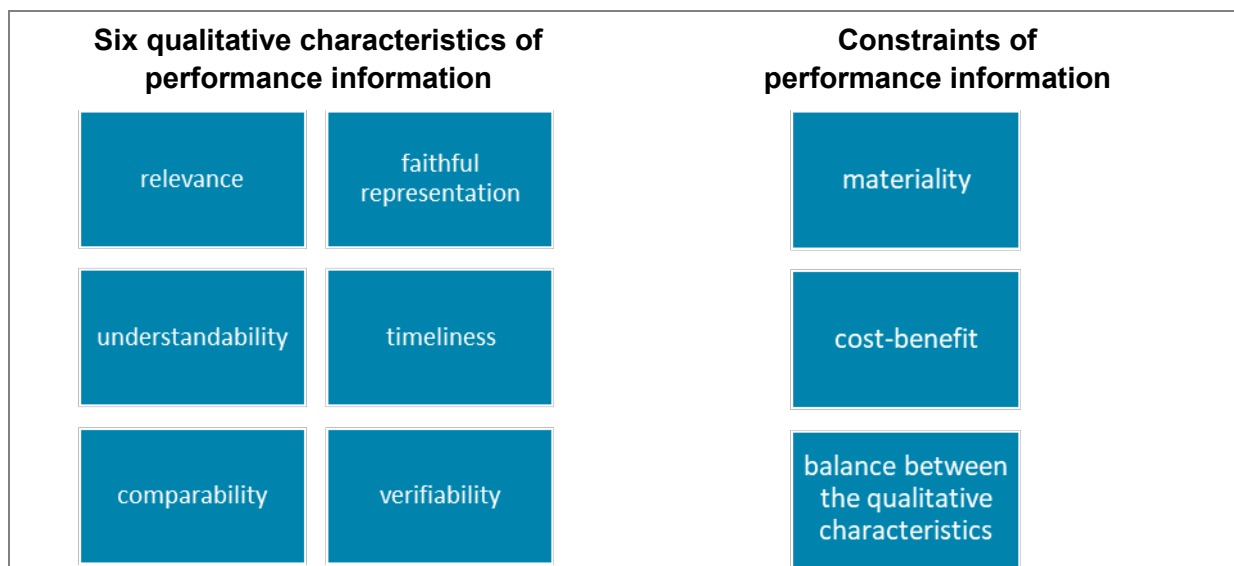 Six qualitative characteristics of
performance information
relevance
faithful
representation
understandability
timeliness
comparability
verifiability
Constraints of
performance information
materiality
cost-benefit
balance between
the qualitative
characteristics